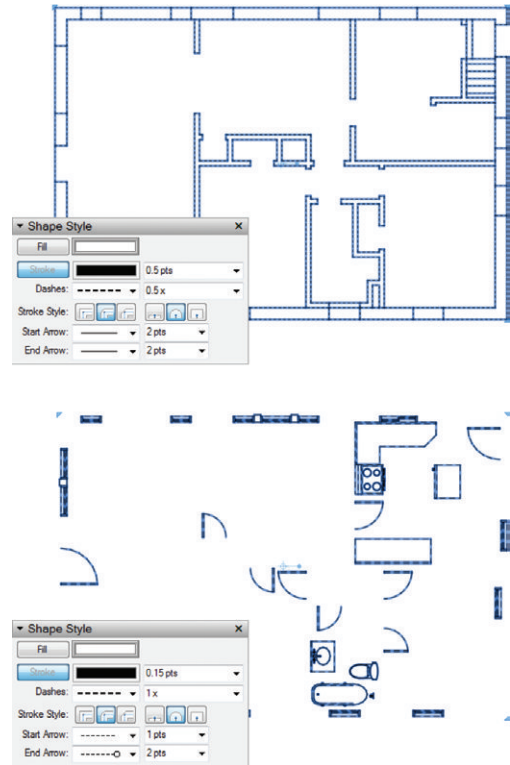 Shape Style ×
Fill
Stroke 0.5 pts
Dashes: 0.5 x
Stroke Style:
Start Arrow: 2 pts
End Arrow: 2 pts
Shape Style ×
Fill
Stroke 0.15 pts
Dashes: 1 x
Stroke Style:
Start Arrow: 1 pts
End Arrow: 2 pts